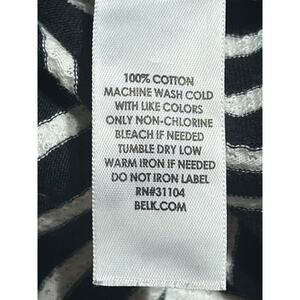 100% COTTON
MACHINE WASH COLD
WITH LIKE COLORS
ONLY NON-CHLORINE
BLEACH IF NEEDED
TUMBLE DRY LOW
WARM IRON IF NEEDED
DO NOT IRON LABEL
RN#31104
BELK.COM